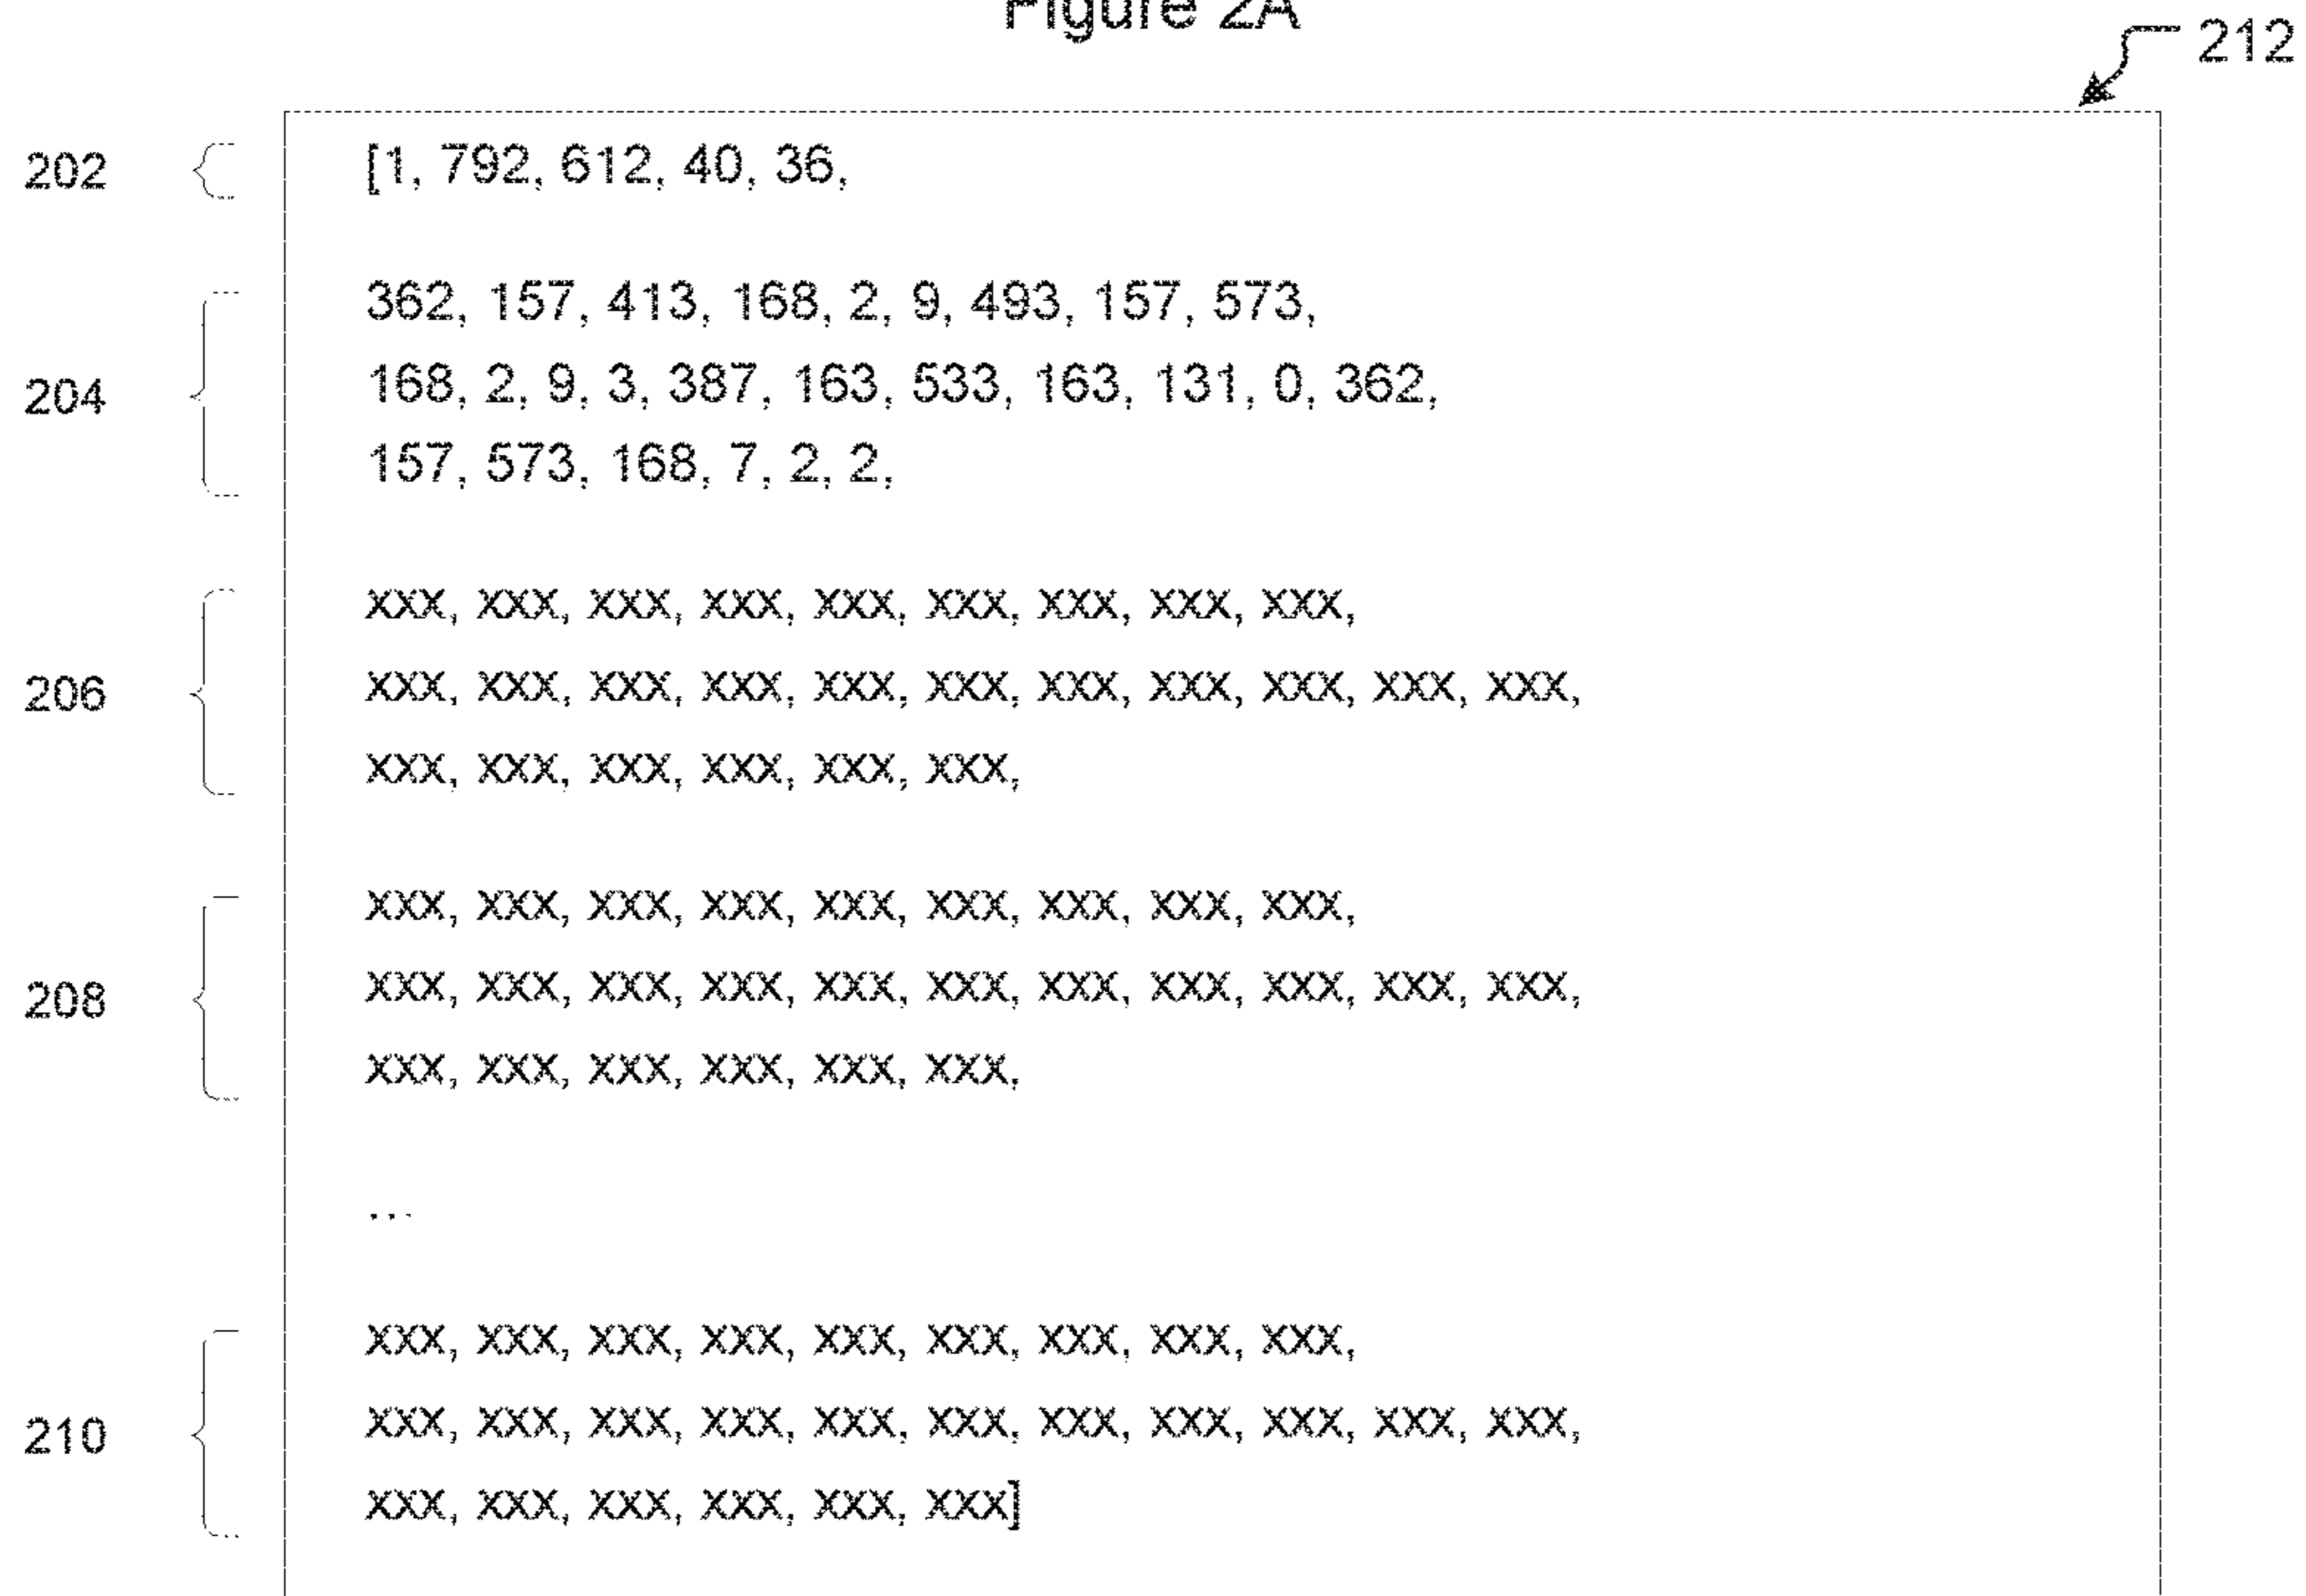 Figure 2A
212
202 [1, 792, 612, 40, 36,
362, 157, 413, 168, 2, 9, 493, 157, 573,
204 168, 2, 9, 3, 387, 163, 533, 163, 131, 0, 362,
157, 573, 168, 7, 2, 2,
xxx, xxx, xxx, xxx, xxx, xxx, xxx, xxx, xxx,
206 xxx, xxx, xxx, xxx, xxx, xxx, xxx, xxx, xxx, xxx, xxx,
xxx, xxx, xxx, xxx, xxx, xxx,
xxx, xxx, xxx, xxx, xxx, xxx, xxx, xxx, xxx,
208 xxx, xxx, xxx, xxx, xxx, xxx, xxx, xxx, xxx, xxx, xxx,
xxx, xxx, xxx, xxx, xxx, xxx,
...
xxx, xxx, xxx, xxx, xxx, xxx, xxx, xxx, xxx,
210 xxx, xxx, xxx, xxx, xxx, xxx, xxx, xxx, xxx, xxx, xxx,
xxx, xxx, xxx, xxx, xxx, xxx]